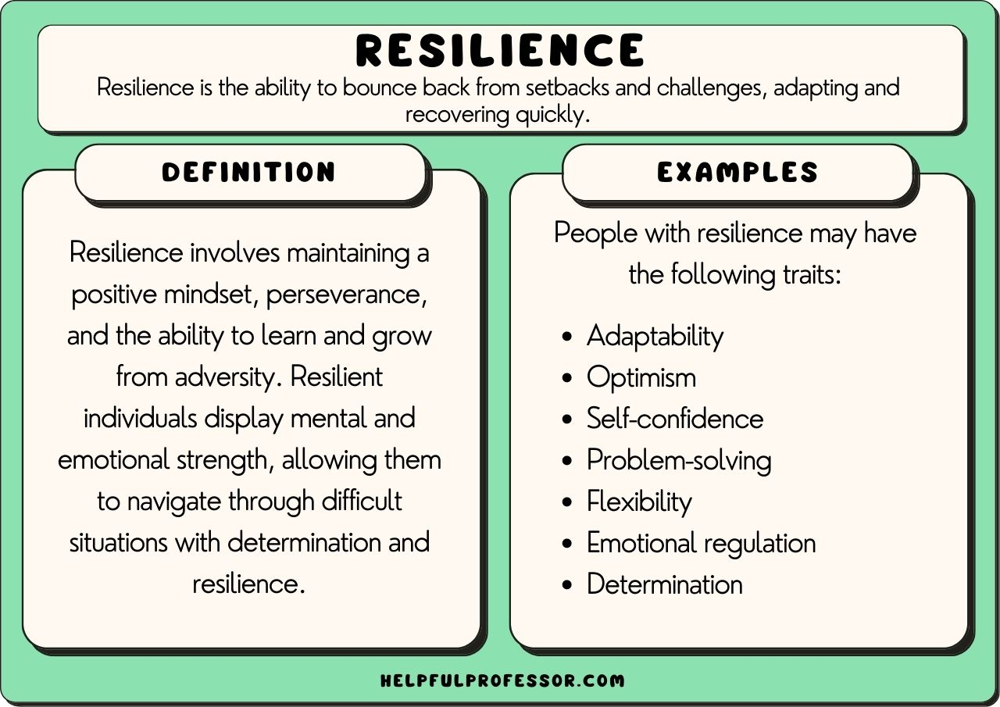 RESILIENCE
Resilience is the ability to bounce back from setbacks and challenges, adapting and
recovering quickly.
DEFINITION
Resilience involves maintaining a
positive mindset, perseverance,
and the ability to learn and grow
from adversity. Resilient
individuals display mental and
emotional strength, allowing them
to navigate through difficult
situations with determination and
resilience.
EXAMPLES
People with resilience may have
the following traits:
• Adaptability
• Optimism
• Self-confidence
• Problem-solving
• Flexibility
• Emotional regulation
• Determination
HELPFULPROFESSOR.COM